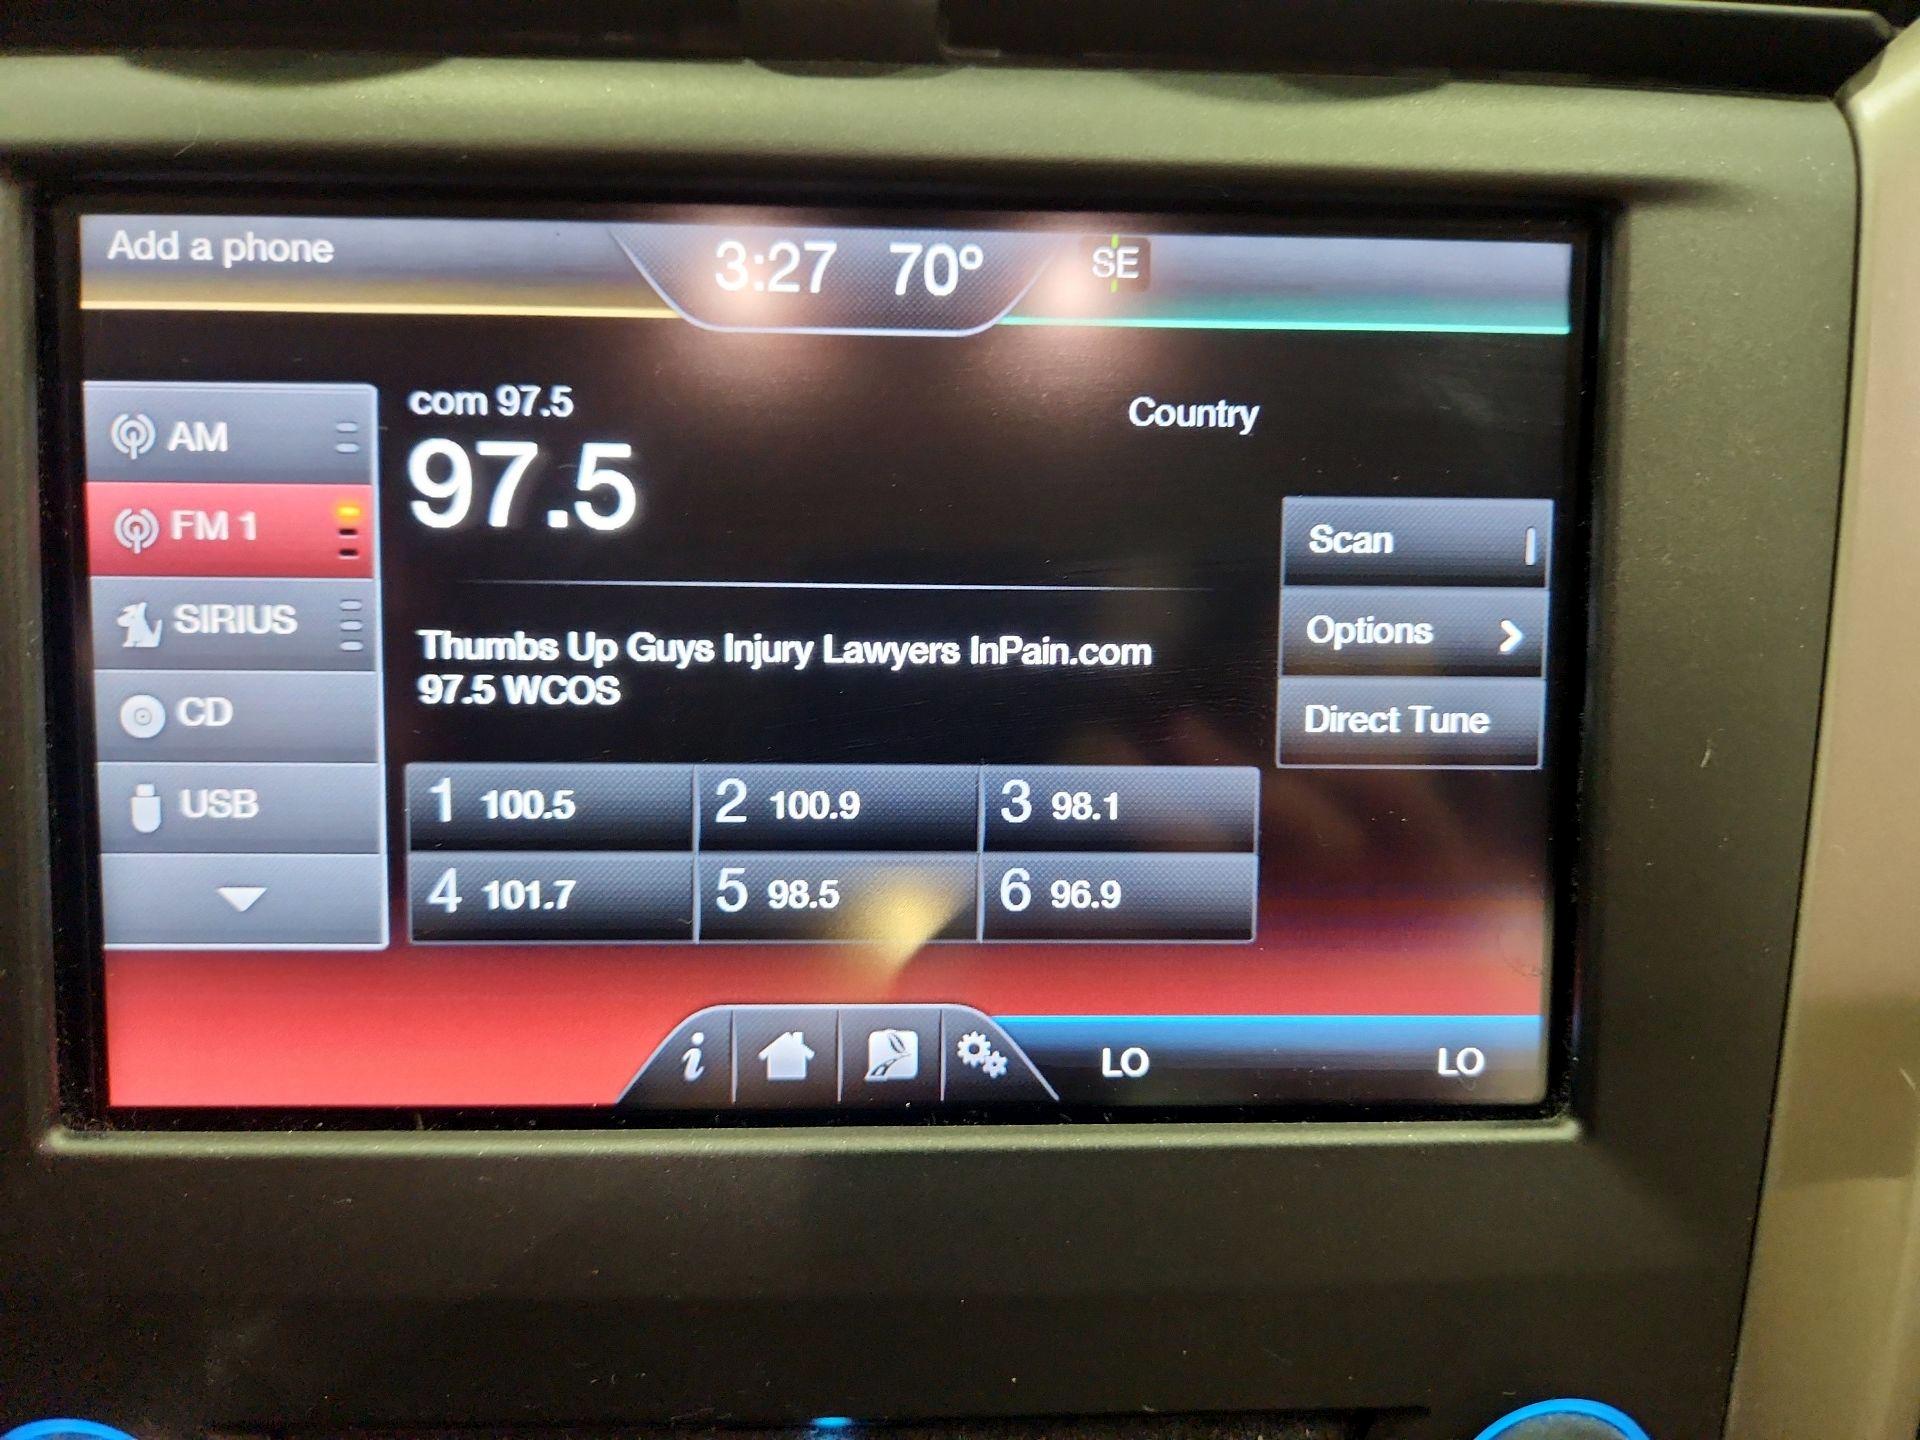 Add a phone
3:27 70°
SE
AM
FM 1
SIRIUS
CD
USB
com 97.5
97.5
Country
Thumbs Up Guys Injury Lawyers InPain.com
97.5 WCOS
Scan
Options
Direct Tune
1 100.5
2 100.9
3 98.1
4 101.7
5 98.5
6 96.9
i
LO
LO